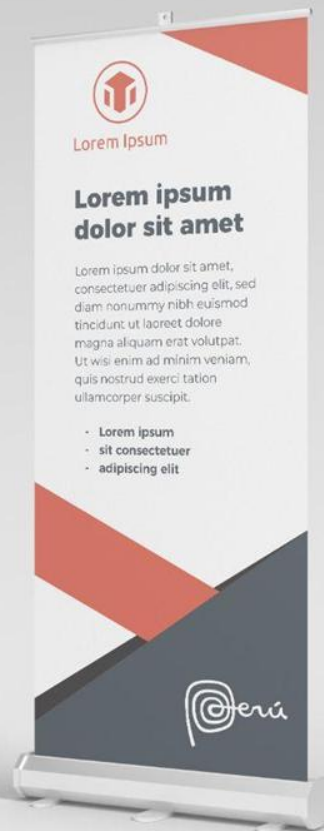 Lorem Ipsum
Lorem ipsum
dolor sit amet
Lorem ipsum dolor sit amet,
consectetuer adipiscing elit, sed
diam nonummy nibh euismod
tincidunt ut laoreet dolore
magna aliquam erat volutpat.
Ut wisi enim ad minim veniam,
quis nostrud exerci tation
ullamcorper suscipit.
- Lorem ipsum
- sit consectetuer
- adipiscing elit
Perú